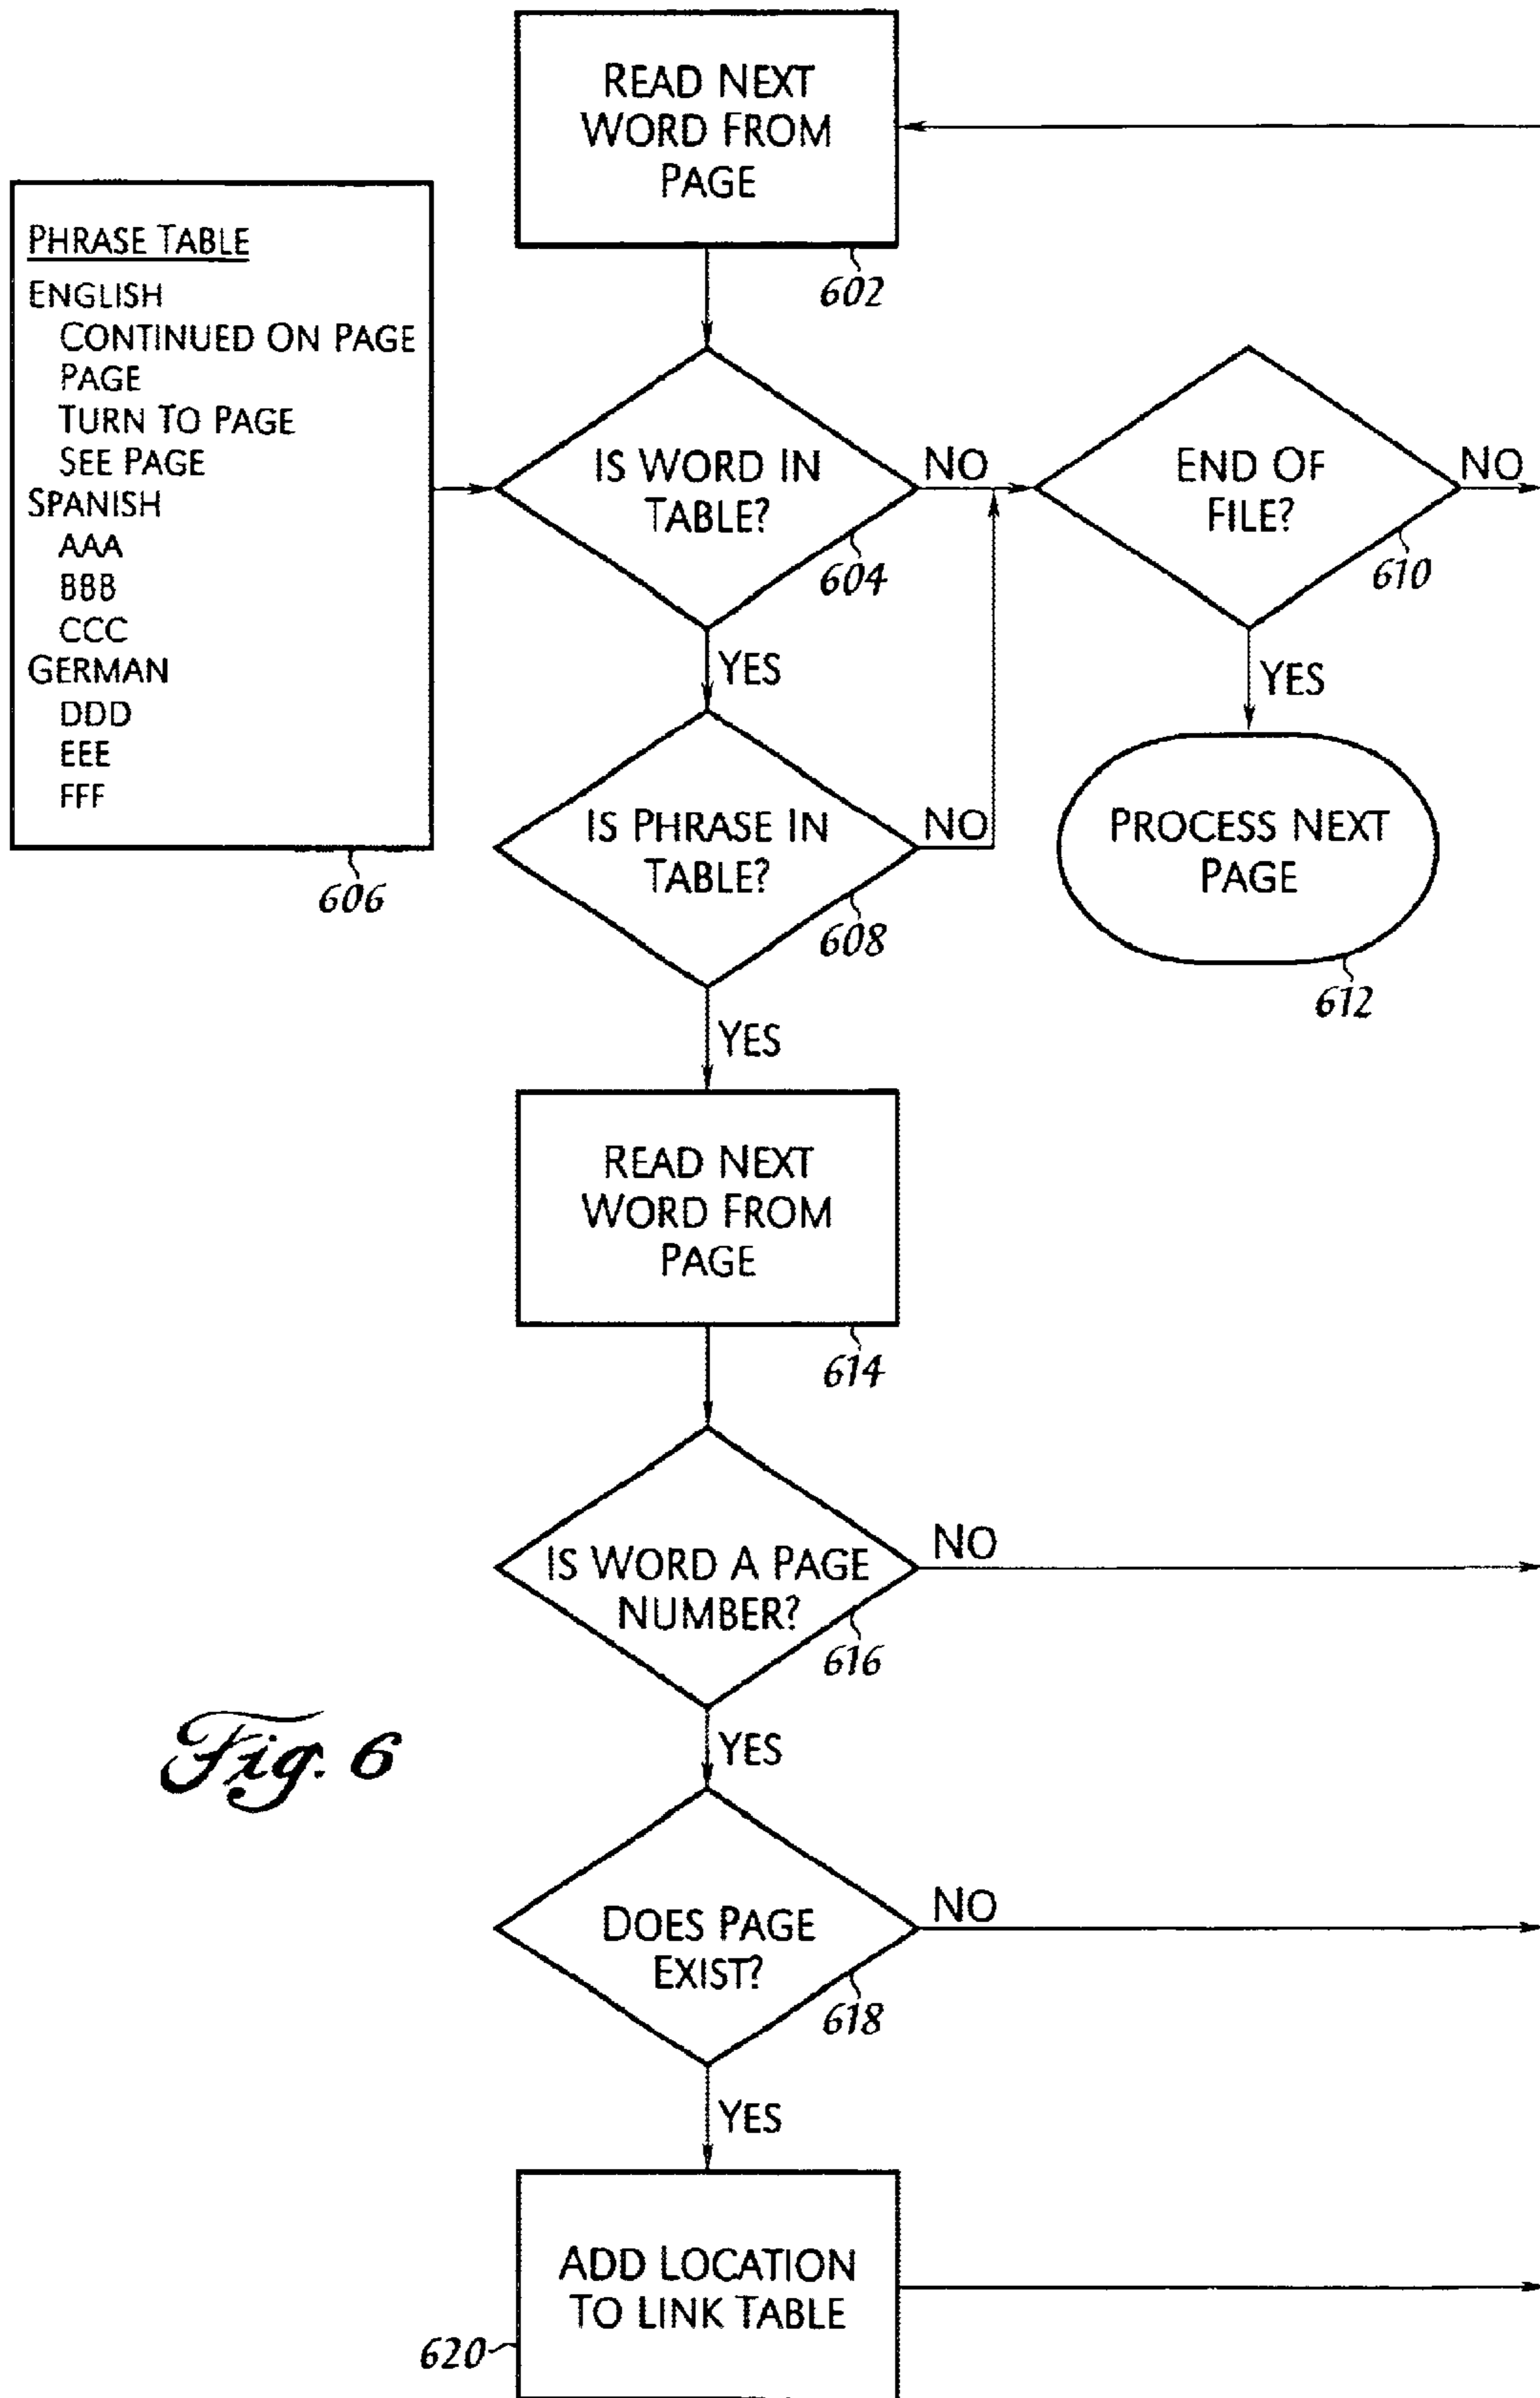 READ NEXT
WORD FROM
PAGE
602
PHRASE TABLE
ENGLISH
CONTINUED ON PAGE
PAGE
TURN TO PAGE
SEE PAGE
SPANISH
AAA
BBB
CCC
GERMAN
DDD
EEE
FFF
606
IS WORD IN
TABLE?
604
NO
YES
END OF
FILE?
610
NO
YES
IS PHRASE IN
TABLE?
608
NO
YES
PROCESS NEXT
PAGE
612
READ NEXT
WORD FROM
PAGE
614
IS WORD A PAGE
NUMBER?
616
NO
YES
Fig. 6
DOES PAGE
EXIST?
618
NO
YES
ADD LOCATION
TO LINK TABLE
620